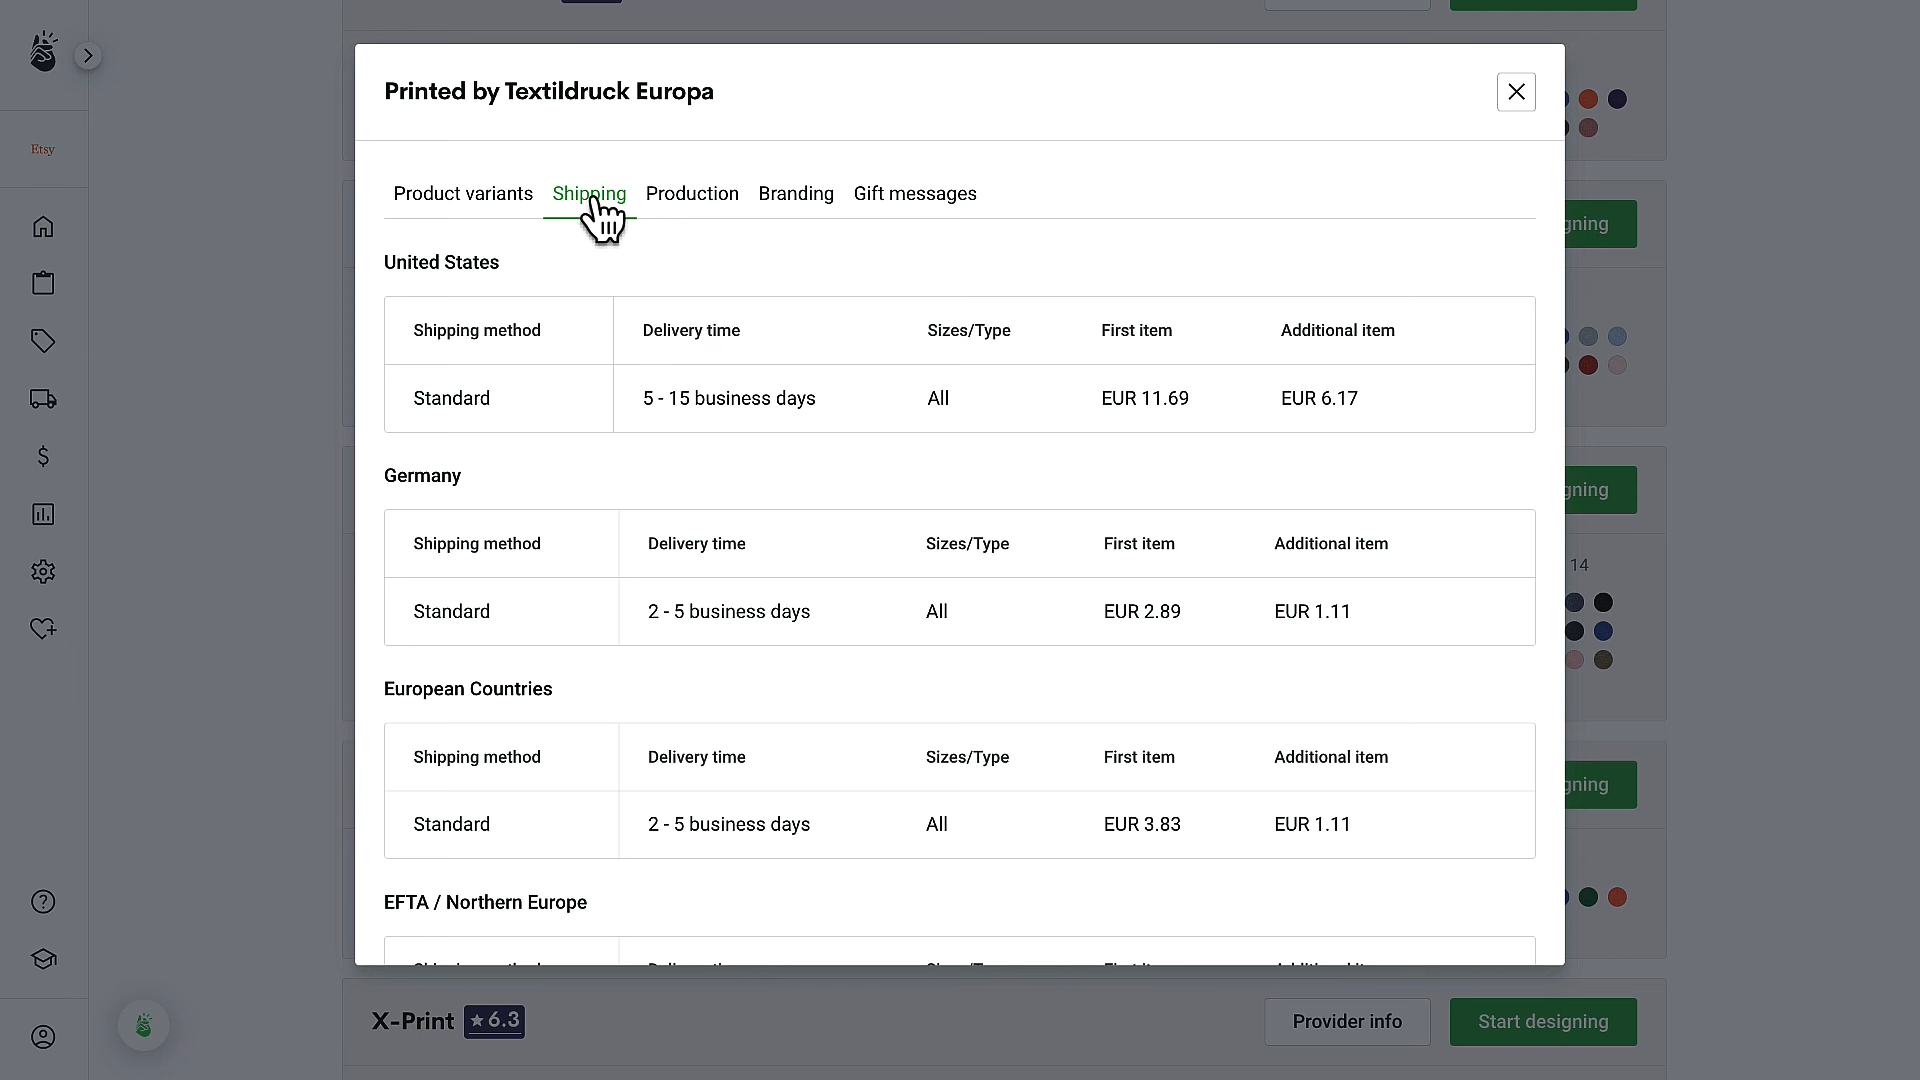 Printed by Textildruck Europa
Etsy
Product variants Shipping Production Branding Gift messages
gning
United States
Shipping method Delivery time Sizes/Type First item Additional item
Standard 5 - 15 business days All EUR 11.69 EUR 6.17
Germany
gning
Shipping method Delivery time Sizes/Type First item Additional item
14
Standard 2 - 5 business days All EUR 2.89 EUR 1.11
European Countries
Shipping method Delivery time Sizes/Type First item Additional item
gning
Standard 2 - 5 business days All EUR 3.83 EUR 1.11
EFTA / Northern Europe
X-Print ★ 6.3 Provider info Start designing